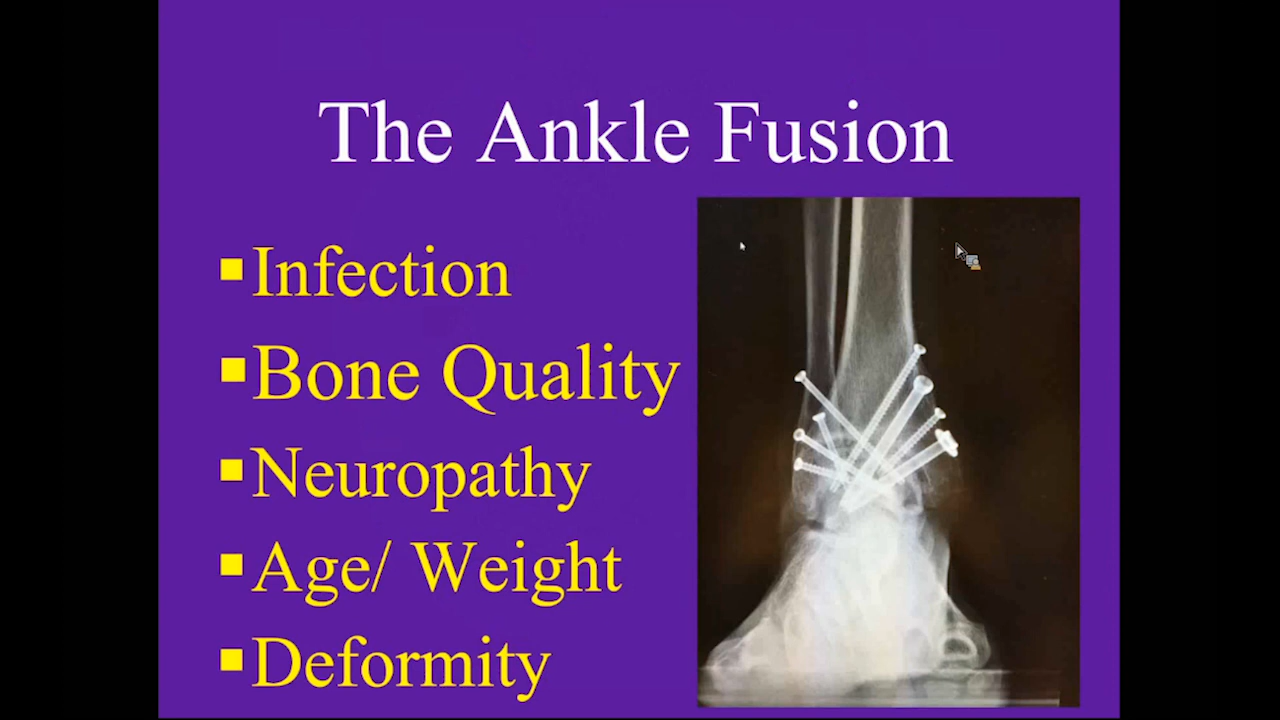 The Ankle Fusion
Infection
Bone Quality
Neuropathy
Age/ Weight
Deformity